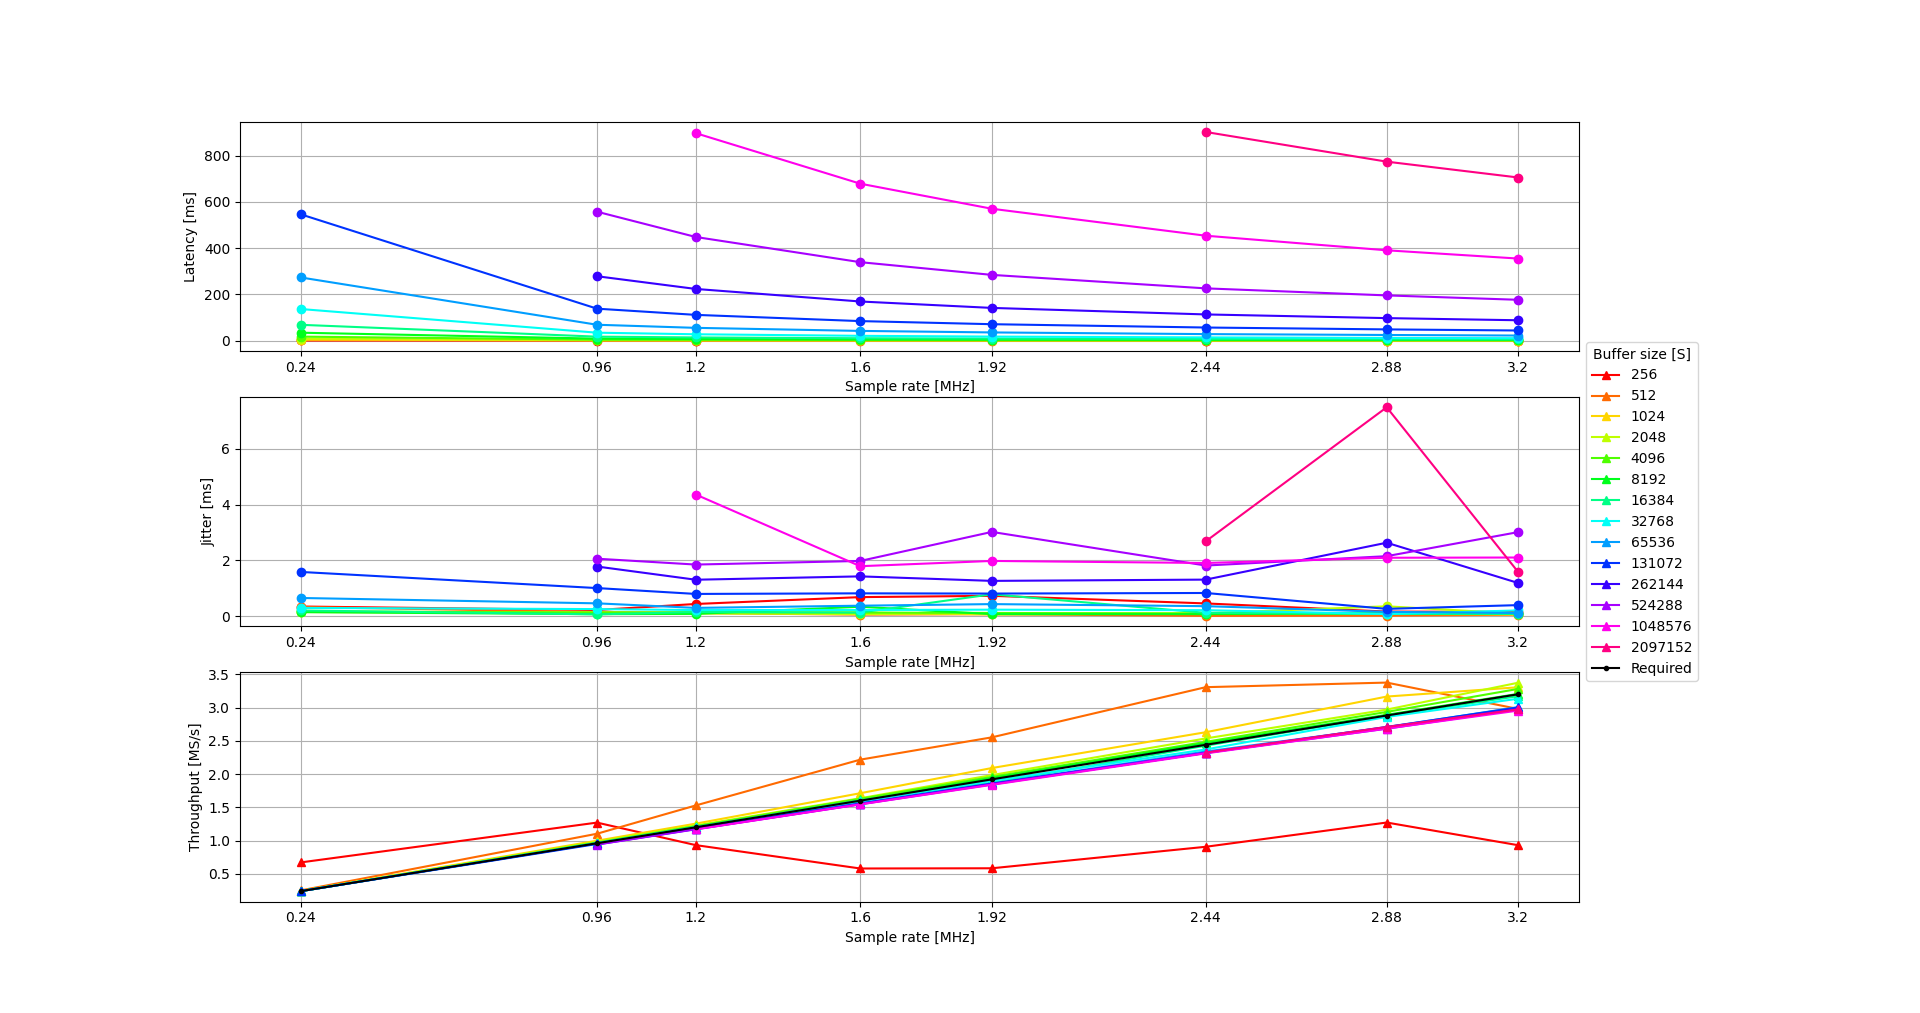 800
600
400
200
0
Latency [ms]
0.24 0.96 1.2 1.6 1.92 2.44 2.88 3.2
Sample rate [MHz]
6
4
2
0
Jitter [ms]
0.24 0.96 1.2 1.6 1.92 2.44 2.88 3.2
Sample rate [MHz]
3.5
3.0
2.5
2.0
1.5
1.0
0.5
Throughput [MS/s]
0.24 0.96 1.2 1.6 1.92 2.44 2.88 3.2
Sample rate [MHz]
Buffer size [S]
256
512
1024
2048
4096
8192
16384
32768
65536
131072
262144
524288
1048576
2097152
Required